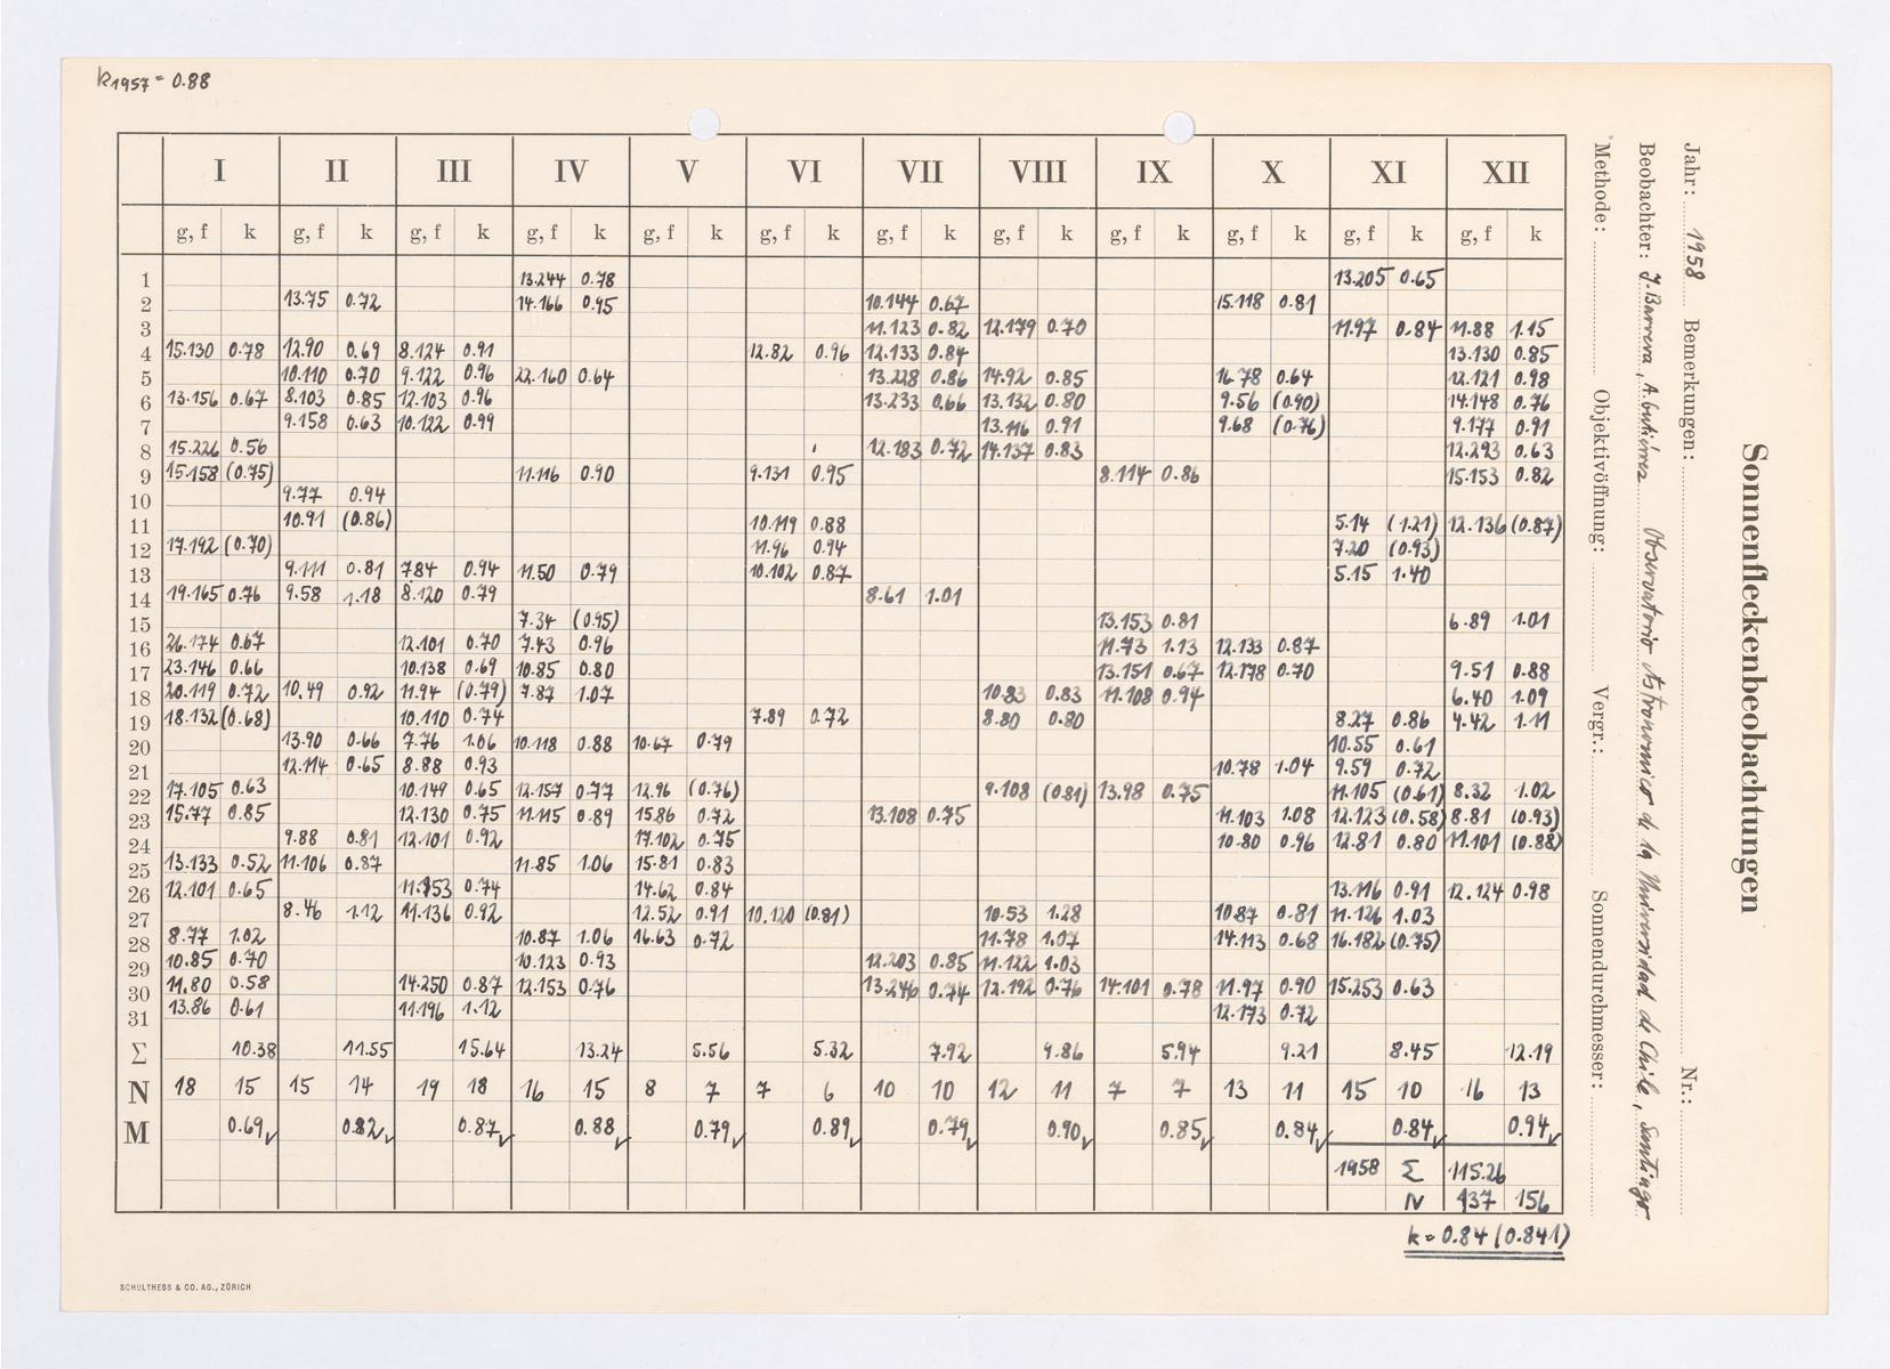 k1957 = 0.88
Sonnenfleckenbeobachtungen
Jahr: 1958 Bemerkungen: Nr.:
Beobachter: J. Barrera, A. Gutiérrez Observatorio Astronomico de la Universidad de Chile, Santiago
Methode: Objektivöffnung: Vergr.: Sonnendurchmesser:
I II III IV V VI VII VIII IX X XI XII
g, f k g, f k g, f k g, f k g, f k g, f k g, f k g, f k g, f k g, f k g, f k g, f k
1 13.244 0.78 13.205 0.65
2 13.75 0.72 14.166 0.95 10.144 0.67 15.118 0.81
3 11.123 0.82 12.179 0.70 11.97 0.84 11.88 1.15
4 15.130 0.78 12.90 0.69 8.124 0.91 12.82 0.96 12.133 0.84 13.130 0.85
5 10.110 0.70 9.122 0.96 22.160 0.64 13.228 0.86 14.92 0.85 16.78 0.64 12.121 0.98
6 13.156 0.67 8.103 0.85 12.103 0.96 13.233 0.66 13.132 0.80 9.56 (0.90) 14.148 0.76
7 9.158 0.63 10.122 0.99 13.116 0.91 9.68 (0.76) 9.177 0.91
8 15.226 0.56 12.183 0.72 14.137 0.83 12.293 0.63
9 15.158 (0.75) 11.116 0.90 9.131 0.95 8.114 0.86 15.153 0.82
10 9.77 0.94
11 10.91 (0.86) 10.119 0.88 5.14 (1.21) 12.136 (0.87)
12 17.192 (0.70) 11.96 0.94 7.20 (0.93)
13 9.111 0.81 7.84 0.94 11.50 0.79 10.102 0.87 5.15 1.40
14 19.165 0.76 9.58 1.18 8.120 0.79 8.61 1.01
15 7.34 (0.95) 13.153 0.81 6.89 1.01
16 26.174 0.67 12.101 0.70 7.43 0.96 11.73 1.13 12.133 0.87
17 23.146 0.66 10.138 0.69 10.85 0.80 13.151 0.67 12.178 0.70 9.51 0.88
18 20.119 0.72 10.49 0.92 11.94 (0.79) 7.87 1.07 10.83 0.83 11.108 0.94 6.40 1.09
19 18.132 (0.68) 10.110 0.74 7.89 0.72 8.80 0.80 8.27 0.86 4.42 1.11
20 13.90 0.66 7.76 1.06 10.118 0.88 10.67 0.79 10.55 0.61
21 12.114 0.65 8.88 0.93 10.78 1.04 9.59 0.72
22 17.105 0.63 10.149 0.65 12.157 0.77 12.96 (0.76) 9.108 (0.81) 13.98 0.75 11.105 (0.61) 8.32 1.02
23 15.77 0.85 12.130 0.75 11.115 0.89 15.86 0.72 13.108 0.75 11.103 1.08 12.123 (0.58) 8.81 (0.93)
24 9.88 0.81 12.101 0.92 17.102 0.75 10.80 0.96 12.81 0.80 11.101 (0.88)
25 13.133 0.52 11.106 0.87 11.85 1.06 15.81 0.83
26 12.101 0.65 11.153 0.74 14.62 0.84 13.116 0.91 12.124 0.98
27 8.46 1.12 11.136 0.92 12.52 0.91 10.120 (0.81) 10.53 1.28 10.87 0.81 11.126 1.03
28 8.77 1.02 10.87 1.06 16.63 0.72 11.78 1.07 14.113 0.68 16.182 (0.75)
29 10.85 0.70 10.123 0.93 12.203 0.85 11.122 1.03
30 11.80 0.58 14.250 0.87 12.153 0.76 13.246 0.74 12.192 0.76 14.101 0.78 11.97 0.90 15.253 0.63
31 13.86 0.61 11.196 1.12 12.173 0.72
Σ 10.38 11.55 15.64 13.24 5.56 5.32 7.92 9.86 5.94 9.21 8.45 12.19
N 18 15 15 14 19 18 16 15 8 7 7 6 10 10 12 11 7 7 13 11 15 10 16 13
M 0.69✓ 0.82✓ 0.87✓ 0.88✓ 0.79✓ 0.89✓ 0.79✓ 0.90✓ 0.85✓ 0.84✓ 0.84✓ 0.94✓
1958 Σ 115.26
N 137 156
k = 0.84 (0.841)
SCHULTHESS & CO. AG., ZÜRICH